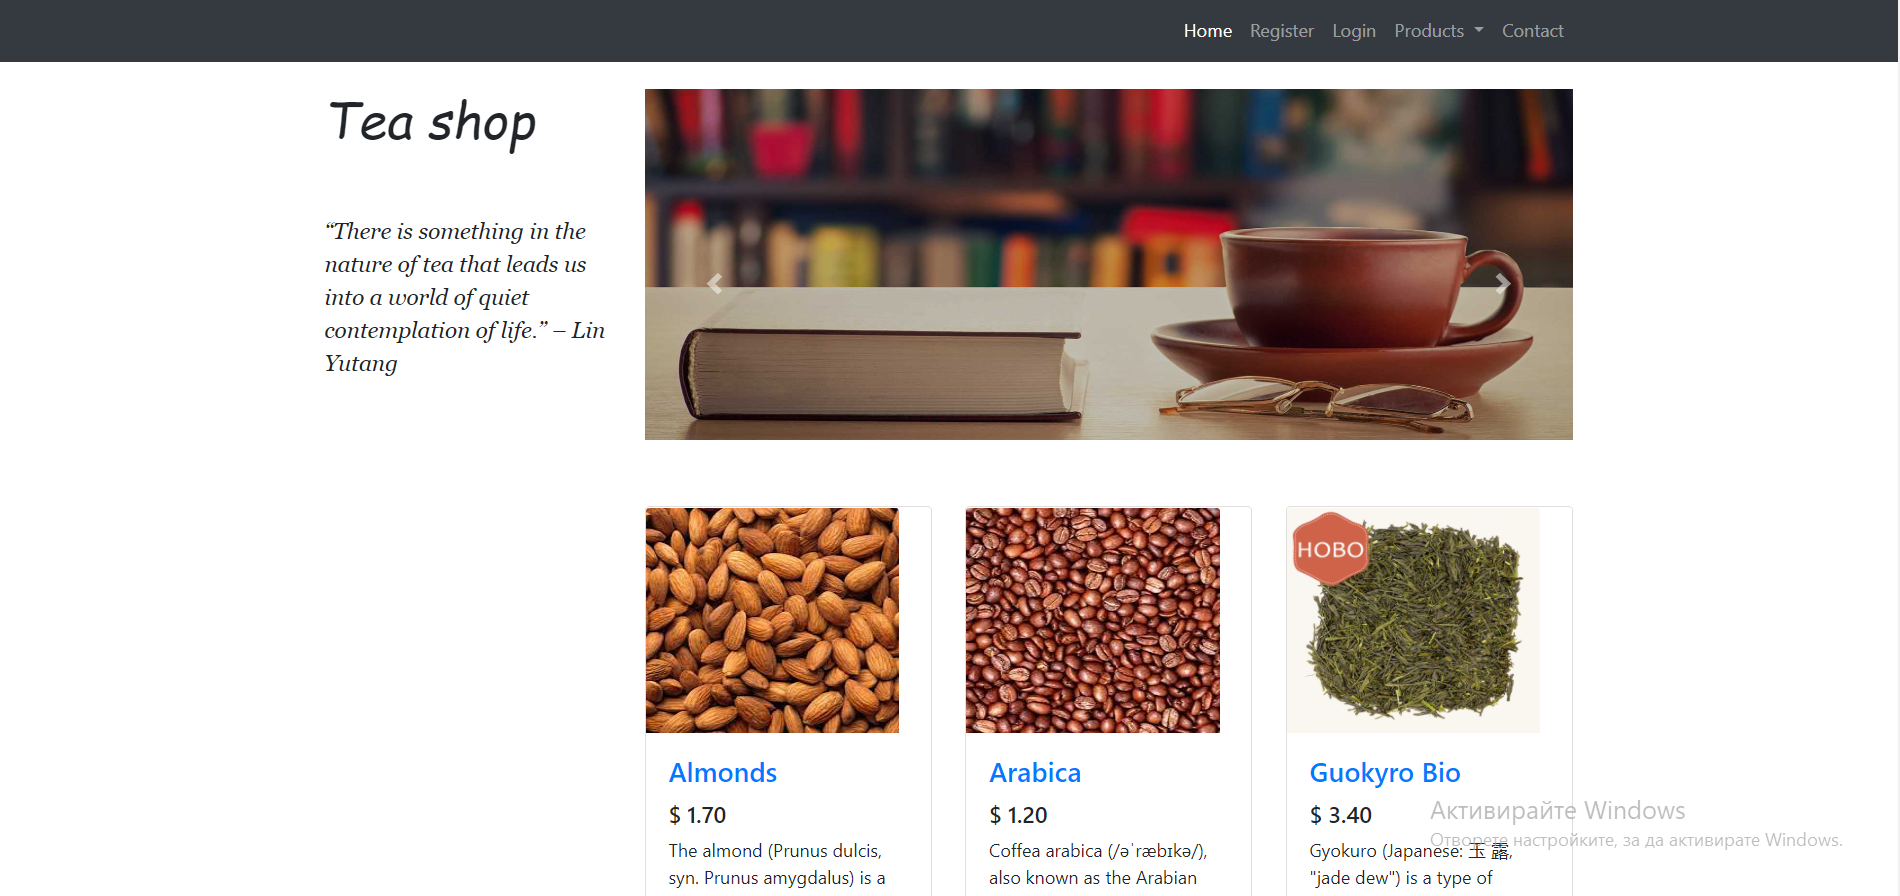 Home Register Login Products Contact
Tea shop
“There is something in the
nature of tea that leads us
into a world of quiet
contemplation of life.” – Lin
Yutang
НОВО
Almonds
$ 1.70
The almond (Prunus dulcis,
syn. Prunus amygdalus) is a
Arabica
$ 1.20
Coffea arabica (/əˈræbɪkə/),
also known as the Arabian
Guokyro Bio
$ 3.40
Gyokuro (Japanese: 玉露,
"jade dew") is a type of
Активирайте Windows
Отворете настройките, за да активирате Windows.